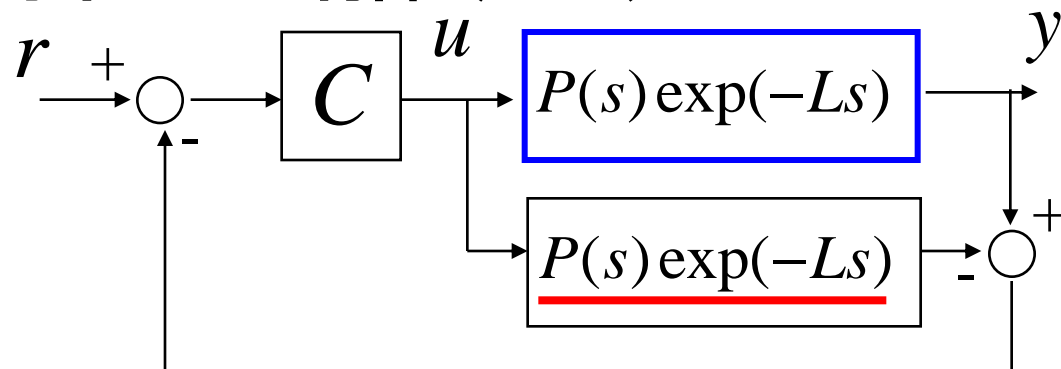 r + - C u P(s) exp(−Ls) y
P(s) exp(−Ls) + -